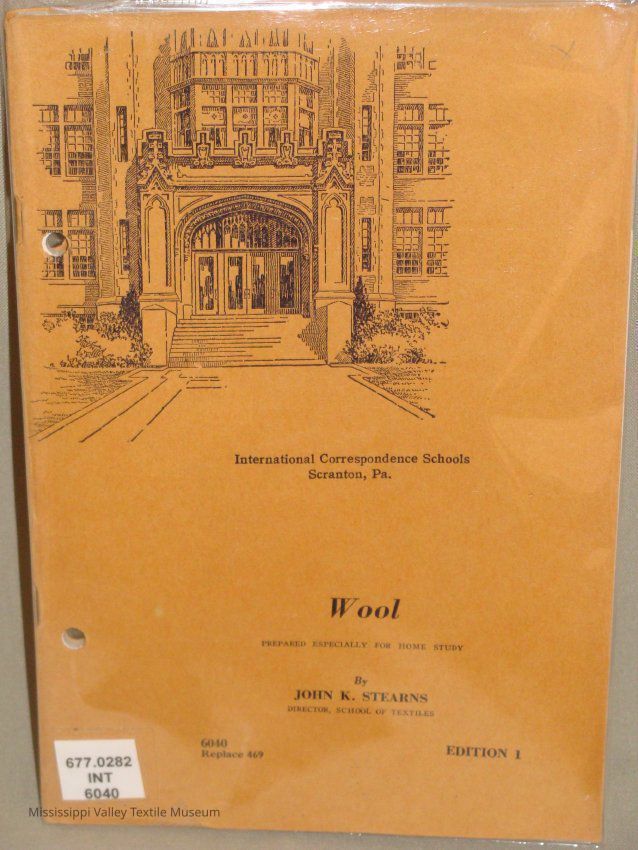 International Correspondence Schools
Scranton, Pa.
Wool
PREPARED ESPECIALLY FOR HOME STUDY
By
JOHN K. STEARNS
DIRECTOR, SCHOOL OF TEXTILES
6040
Replace 469
EDITION 1
677.0282
INT
6040
Mississippi Valley Textile Museum